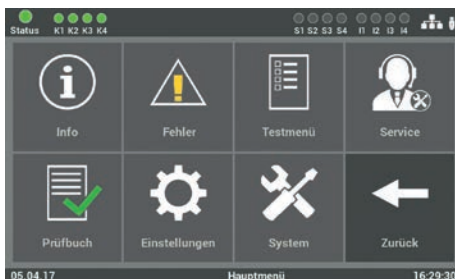 Status K1 K2 K3 K4 S1 S2 S3 S4 I1 I2 I3 I4
Info Fehler Testmenü Service
Prüfbuch Einstellungen System Zurück
05.04.17 Hauptmenü 16:29:30